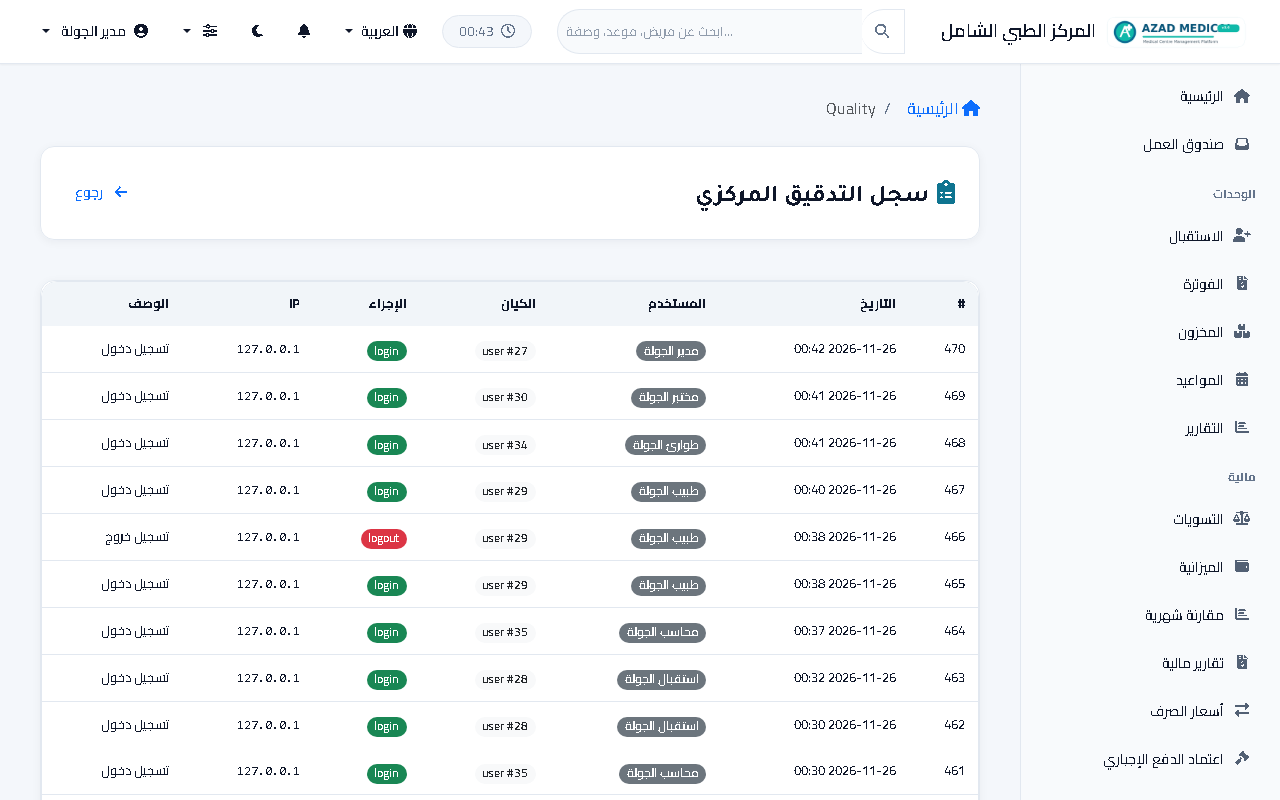 AZAD MEDIC
Medical Center Management Platform
المركز الطبي الشامل
ابحث عن مريض، موعد، وصفة...
00:43
العربية
مدير الجولة
الرئيسية
صندوق العمل
الوحدات
الاستقبال
الفوترة
المخزون
المواعيد
التقارير
مالية
التسويات
الميزانية
مقارنة شهرية
تقارير مالية
أسعار الصرف
اعتماد الدفع الإجباري
الرئيسية / Quality
سجل التدقيق المركزي
رجوع
# التاريخ المستخدم الكيان الإجراء IP الوصف
470 2026-11-26 00:42 مدير الجولة user #27 login 127.0.0.1 تسجيل دخول
469 2026-11-26 00:41 مختبر الجولة user #30 login 127.0.0.1 تسجيل دخول
468 2026-11-26 00:41 طوارئ الجولة user #34 login 127.0.0.1 تسجيل دخول
467 2026-11-26 00:40 طبيب الجولة user #29 login 127.0.0.1 تسجيل دخول
466 2026-11-26 00:38 طبيب الجولة user #29 logout 127.0.0.1 تسجيل خروج
465 2026-11-26 00:38 طبيب الجولة user #29 login 127.0.0.1 تسجيل دخول
464 2026-11-26 00:37 محاسب الجولة user #35 login 127.0.0.1 تسجيل دخول
463 2026-11-26 00:32 استقبال الجولة user #28 login 127.0.0.1 تسجيل دخول
462 2026-11-26 00:30 استقبال الجولة user #28 login 127.0.0.1 تسجيل دخول
461 2026-11-26 00:30 محاسب الجولة user #35 login 127.0.0.1 تسجيل دخول